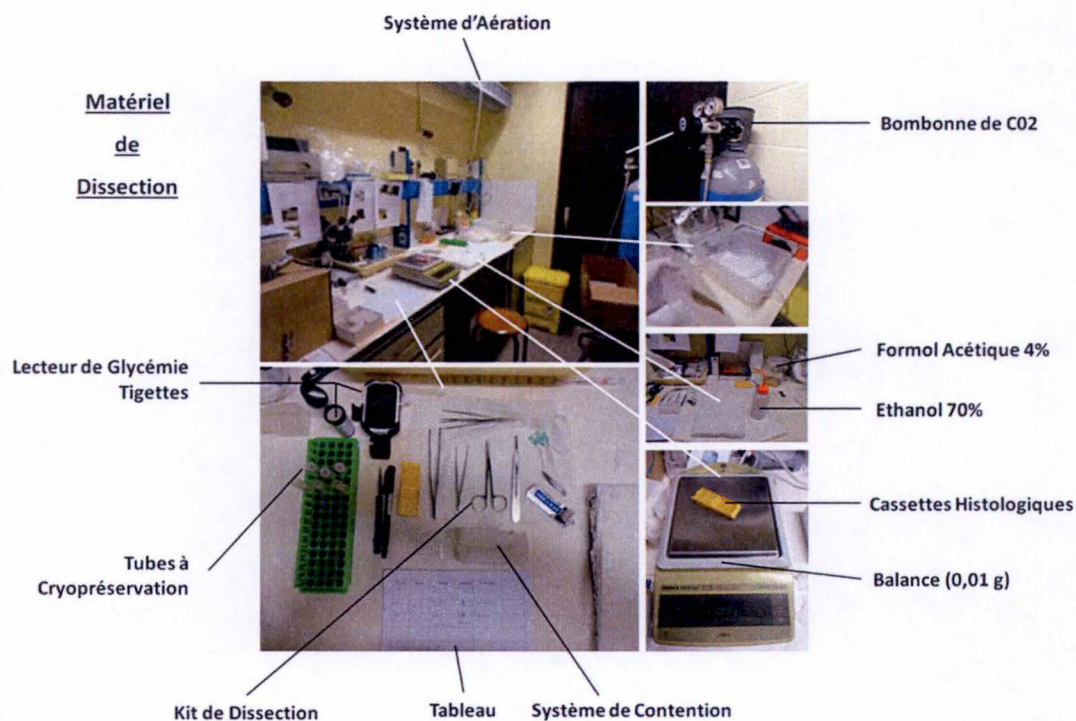 Système d'Aération
Matériel
de
Dissection
Bombonne de C02
Lecteur de Glycémie
Tigettes
Formol Acétique 4%
Ethanol 70%
Cassettes Histologiques
Tubes à
Cryopréservation
Balance (0,01 g)
Kit de Dissection
Tableau
Système de Contention